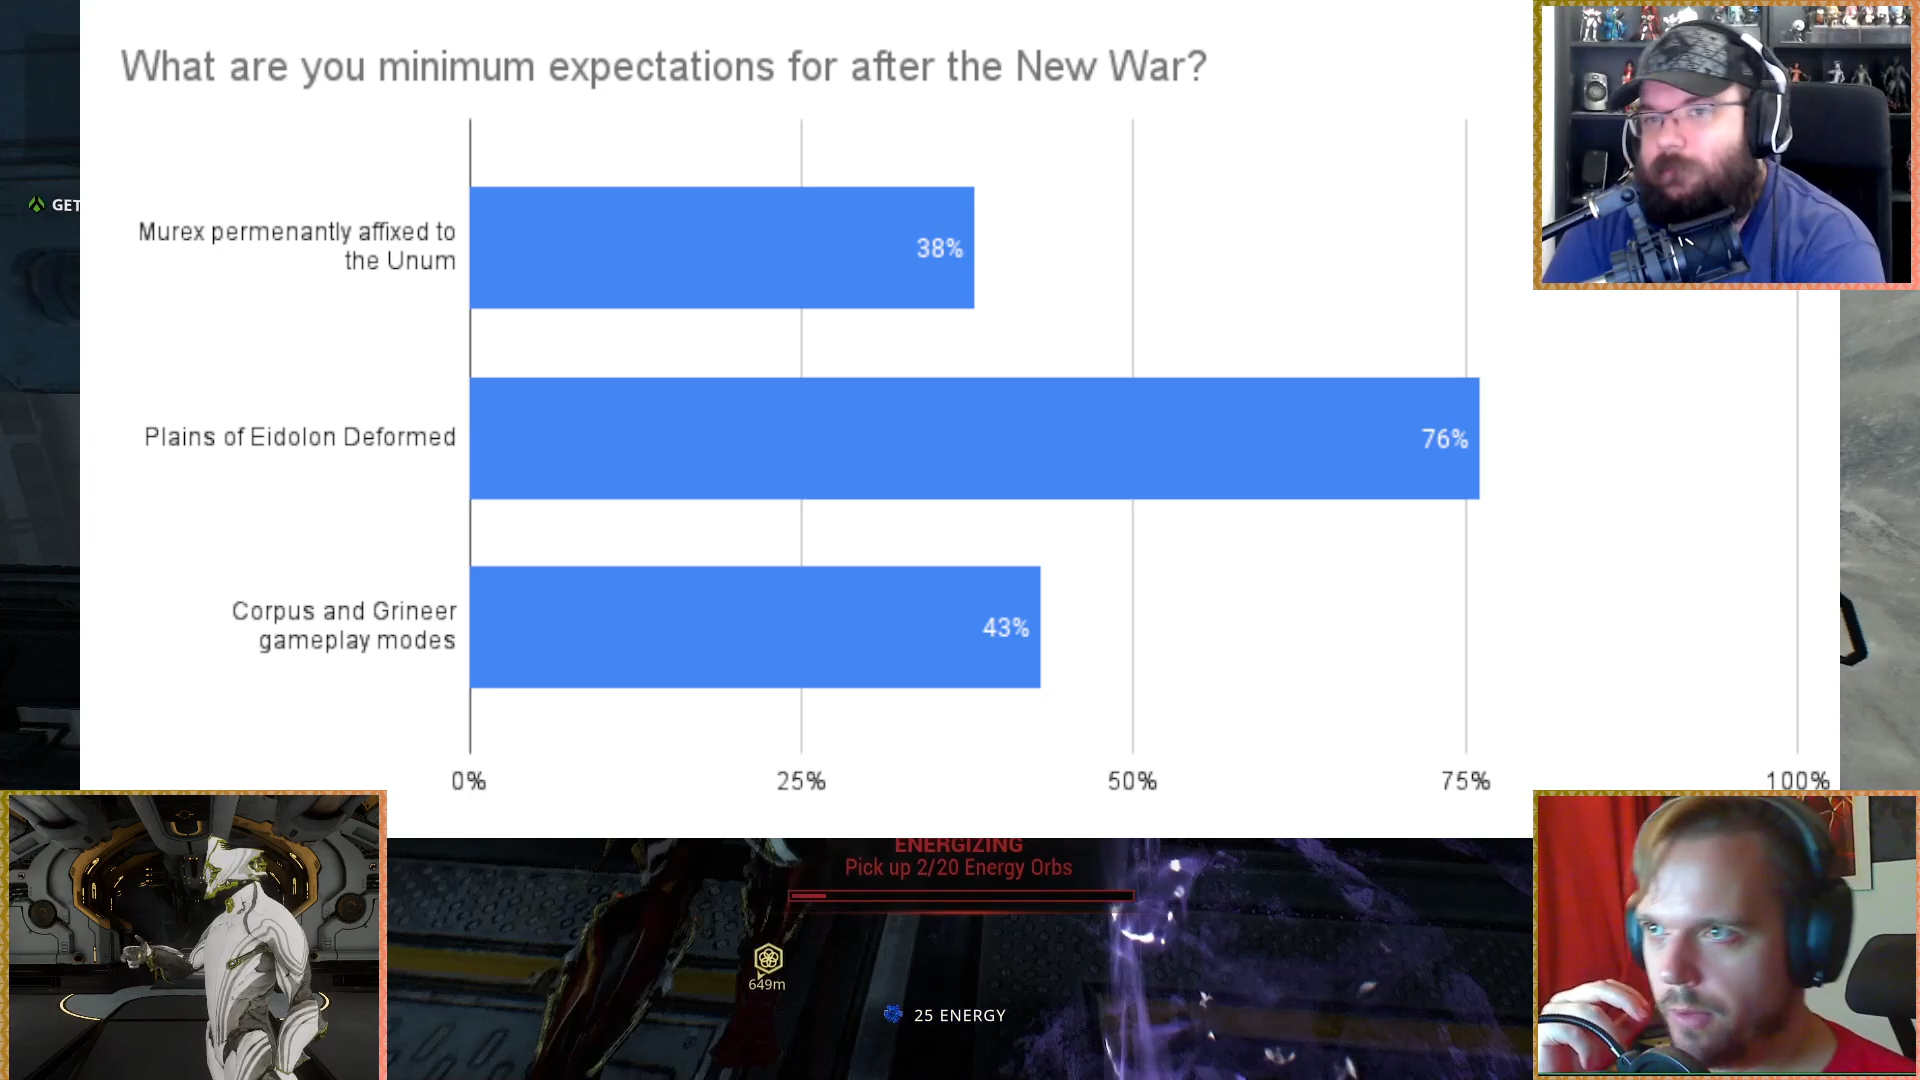 What are you minimum expectations for after the New War?
GET
Murex permenantly affixed to
the Unum
38%
Plains of Eidolon Deformed
76%
Corpus and Grineer
gameplay modes
43%
0%
25%
50%
75%
100%
ENERGIZING
Pick up 2/20 Energy Orbs
649m
25 ENERGY